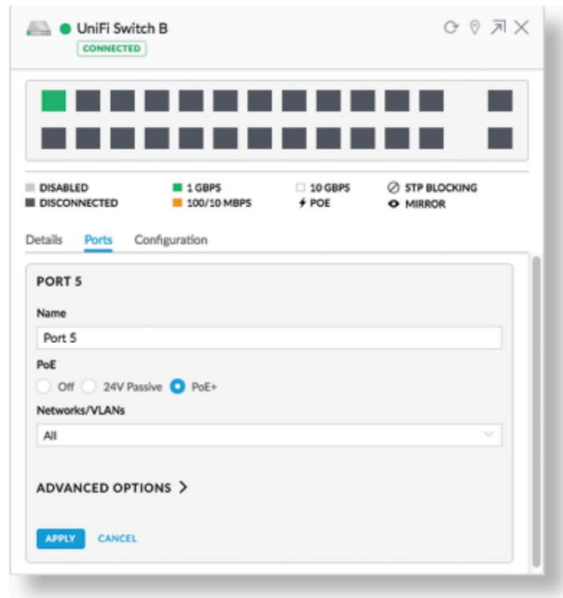 UniFi Switch B
CONNECTED
DISABLED 1 GBPS 10 GBPS STP BLOCKING
DISCONNECTED 100/10 MBPS POE MIRROR
Details Ports Configuration
PORT 5
Name
Port 5
PoE
Off 24V Passive PoE+
Networks/VLANs
All
ADVANCED OPTIONS >
APPLY CANCEL